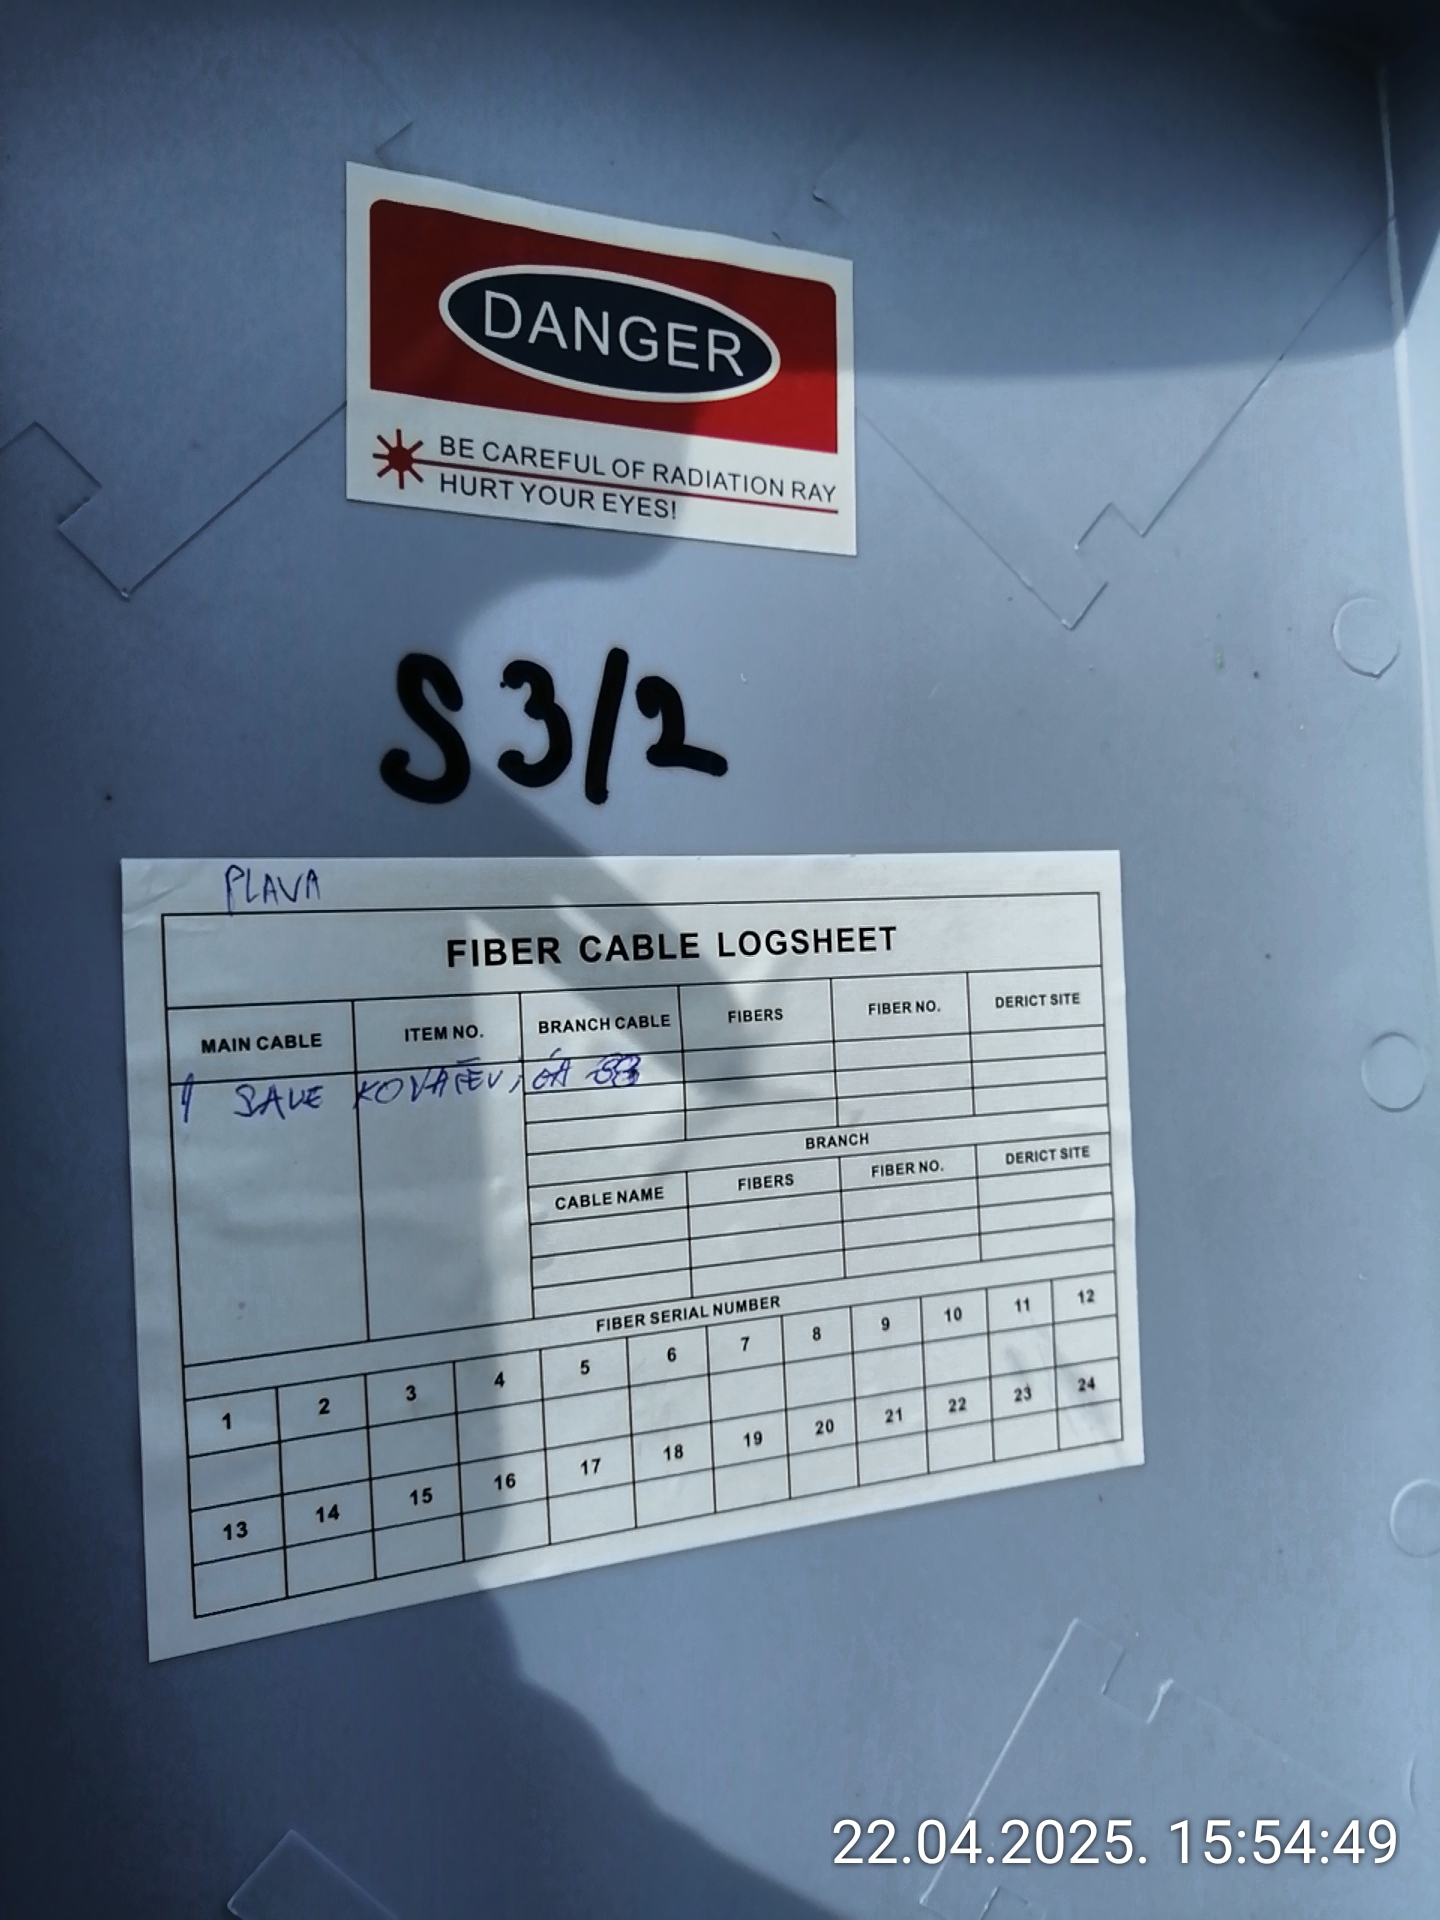 DANGER
BE CAREFUL OF RADIATION RAY
HURT YOUR EYES!
S3/2
PLAVA
FIBER CABLE LOGSHEET
MAIN CABLE ITEM NO. BRANCH CABLE FIBERS FIBER NO. DERICT SITE
1 SAVE
BRANCH
CABLE NAME FIBERS FIBER NO. DERICT SITE
FIBER SERIAL NUMBER
1 2 3 4 5 6 7 8 9 10 11 12
13 14 15 16 17 18 19 20 21 22 23 24
22.04.2025. 15:54:49